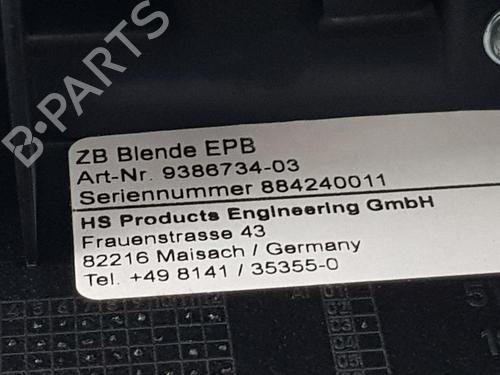 B-PARTS
ZB Blende EPB
Art-Nr. 9386734-03
Seriennummer 884240011
HS Products Engineering GmbH
Frauenstrasse 43
82216 Maisach / Germany
Tel. +49 8141 / 35355-0